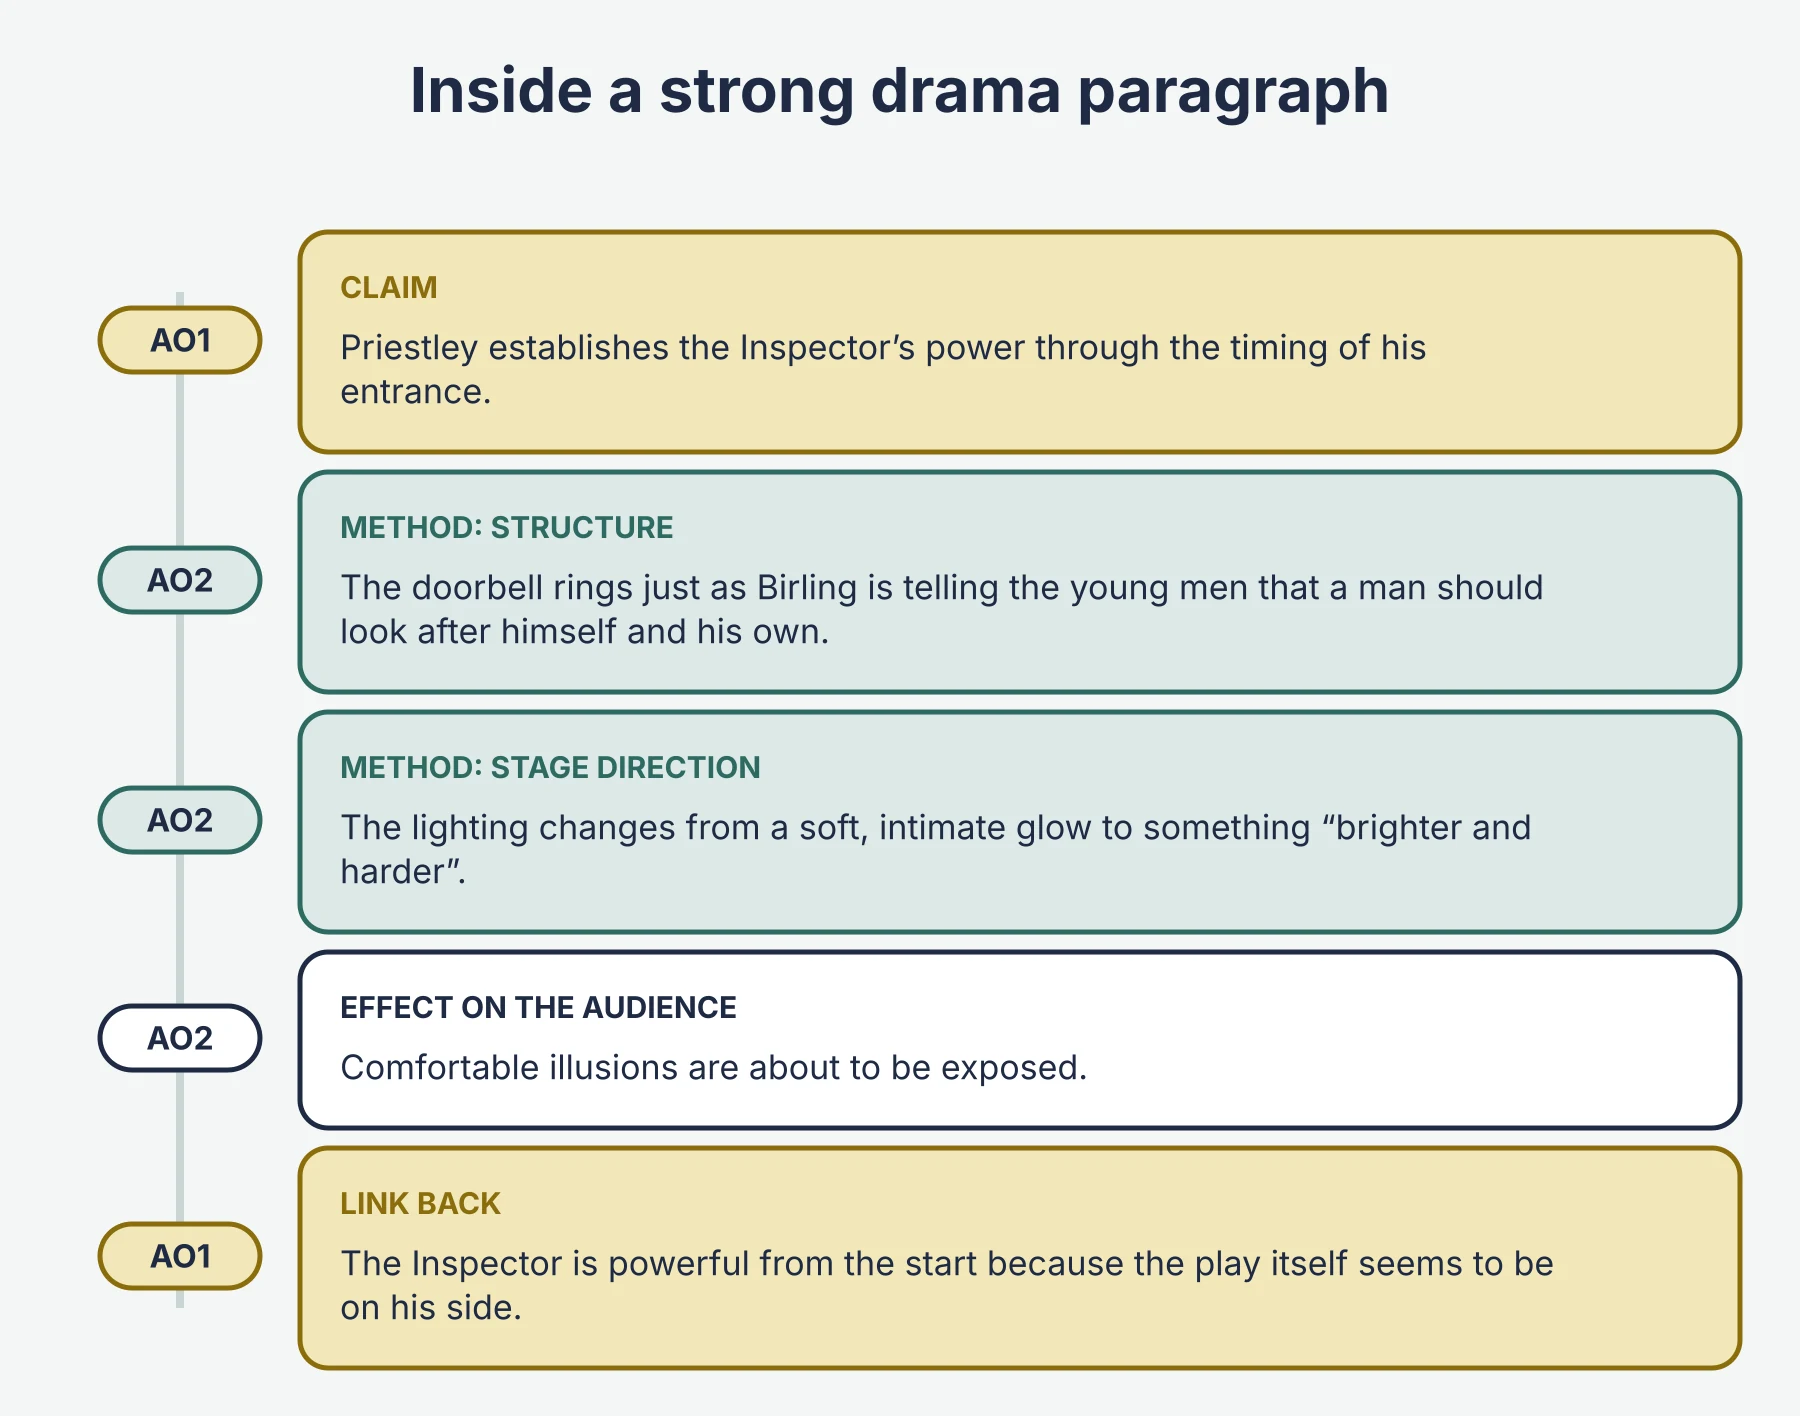 Inside a strong drama paragraph
AO1
CLAIM
Priestley establishes the Inspector’s power through the timing of his
entrance.
AO2
METHOD: STRUCTURE
The doorbell rings just as Birling is telling the young men that a man should
look after himself and his own.
AO2
METHOD: STAGE DIRECTION
The lighting changes from a soft, intimate glow to something “brighter and
harder”.
AO2
EFFECT ON THE AUDIENCE
Comfortable illusions are about to be exposed.
AO1
LINK BACK
The Inspector is powerful from the start because the play itself seems to be
on his side.